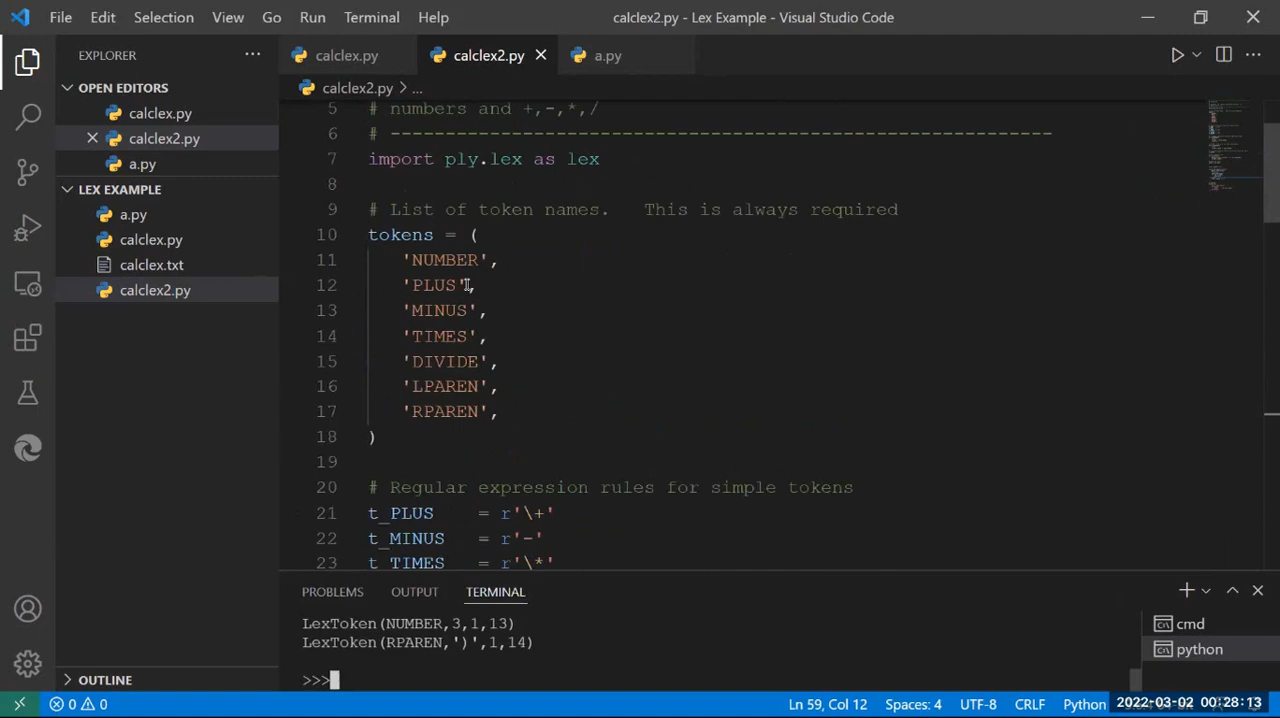 File Edit Selection View Go Run Terminal Help calclex2.py - Lex Example - Visual Studio Code
EXPLORER
OPEN EDITORS
calclex.py
calclex2.py
a.py
LEX EXAMPLE
a.py
calclex.py
calclex.txt
calclex2.py
OUTLINE
calclex.py calclex2.py a.py
calclex2.py > ...
5 # numbers and +,-,*,/
6 # ------------------------------------------------------------
7 import ply.lex as lex
8
9 # List of token names.   This is always required
10 tokens = (
11     'NUMBER',
12     'PLUS',
13     'MINUS',
14     'TIMES',
15     'DIVIDE',
16     'LPAREN',
17     'RPAREN',
18 )
19
20 # Regular expression rules for simple tokens
21 t_PLUS    = r'\+'
22 t_MINUS   = r'-'
23 t_TIMES   = r'\*'
PROBLEMS OUTPUT TERMINAL
LexToken(NUMBER,3,1,13)
LexToken(RPAREN,')',1,14)
>>>
cmd
python
0 0 Ln 59, Col 12 Spaces: 4 UTF-8 CRLF Python 2022-03-02 00:28:13